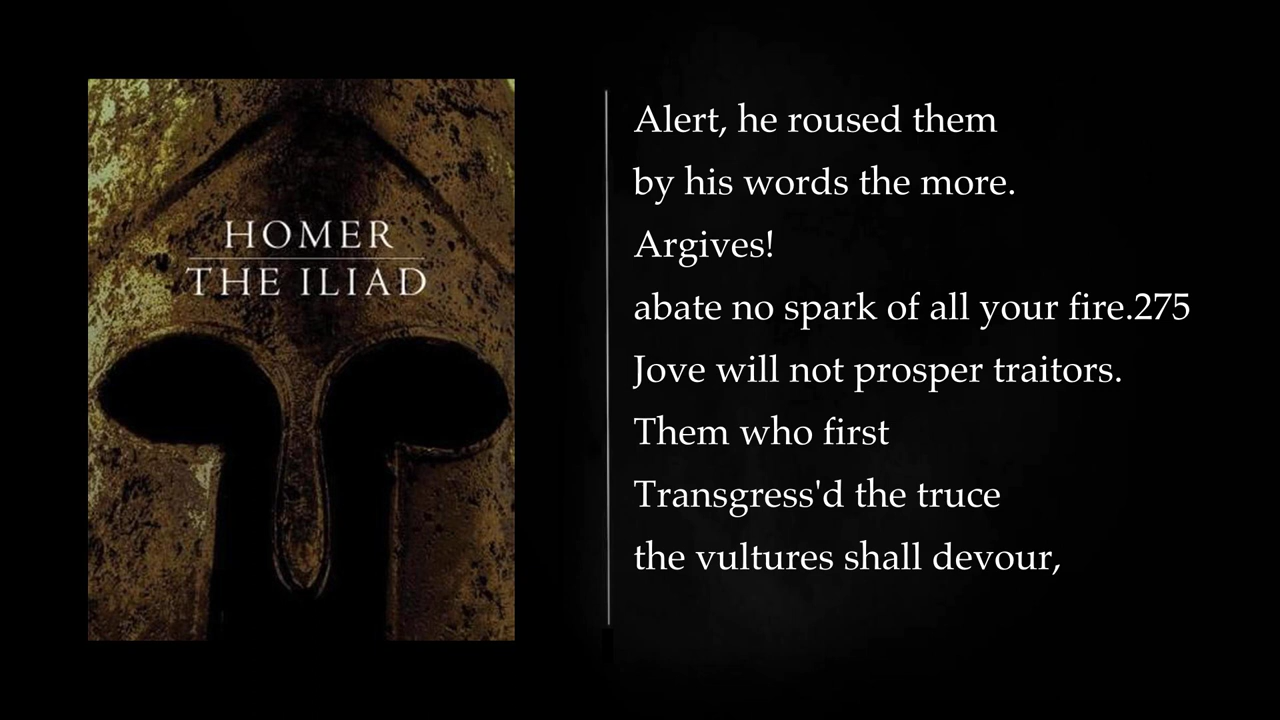 HOMER
THE ILIAD
Alert, he roused them
by his words the more.
Argives!
abate no spark of all your fire.275
Jove will not prosper traitors.
Them who first
Transgress'd the truce
the vultures shall devour,